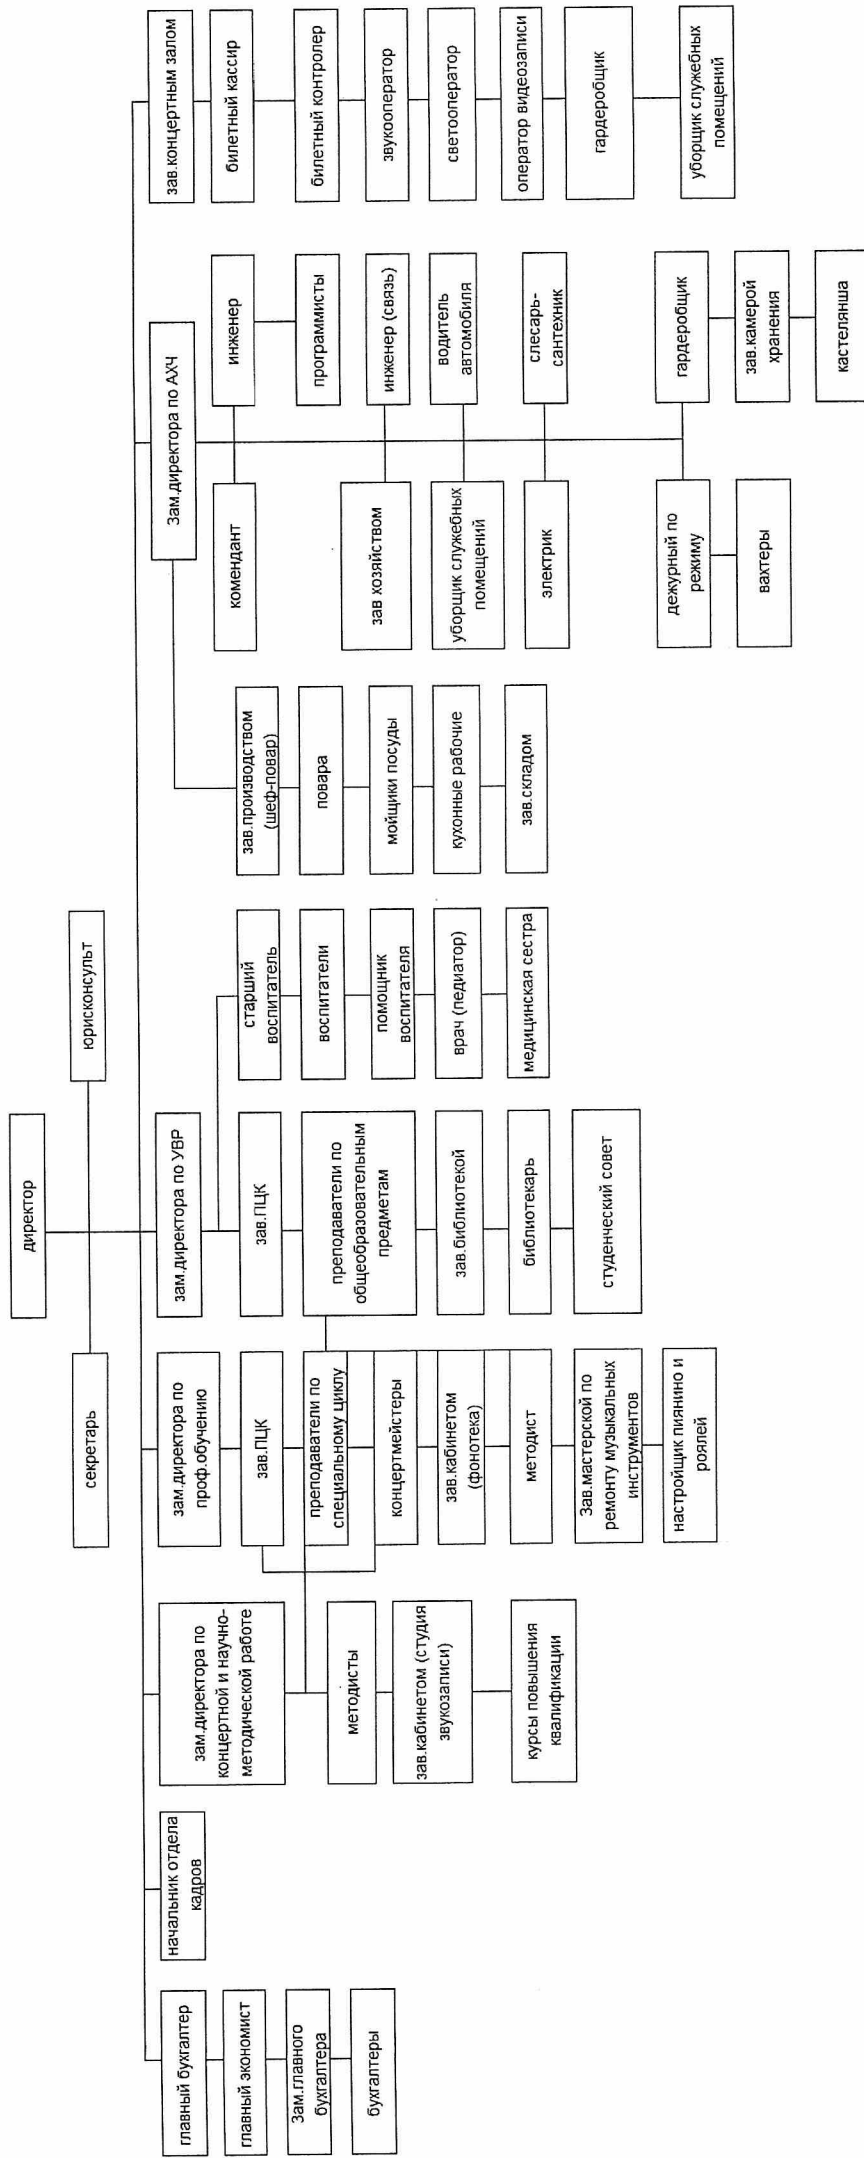 директор
секретарь
юрисконсульт
главный бухгалтер
главный экономист
Зам.главного
бухгалтера
бухгалтеры
начальник отдела
кадров
зам.директора по
концертной и научно-
методической работе
методисты
зав.кабинетом (студия
звукозаписи)
курсы повышения
квалификации
зам.директора по
проф.обучению
зав.ПЦК
преподаватели по
специальному циклу
концертмейстеры
зав.кабинетом
(фонотека)
методист
Зав.мастерской по
ремонту музыкальных
инструментов
настройщик пиянино и
роялей
зам.директора по УВР
зав.ПЦК
преподаватели по
общеобразовательным
предметам
зав.библиотекой
библиотекарь
студенческий совет
старший
воспитатель
воспитатели
помощник
воспитателя
врач (педиатор)
медицинская сестра
зав.производством
(шеф-повар)
повара
мойщики посуды
кухонные рабочие
зав.складом
Зам.директора по АХЧ
комендант
инженер
программисты
зав хозяйством
инженер (связь)
уборщик служебных
помещений
водитель
автомобиля
электрик
слесарь-
сантехник
дежурный по
режиму
вахтеры
гардеробщик
зав.камерой
хранения
кастелянша
зав.концертным залом
билетный кассир
билетный контролер
звукооператор
светооператор
оператор видеозаписи
гардеробщик
уборщик служебных
помещений